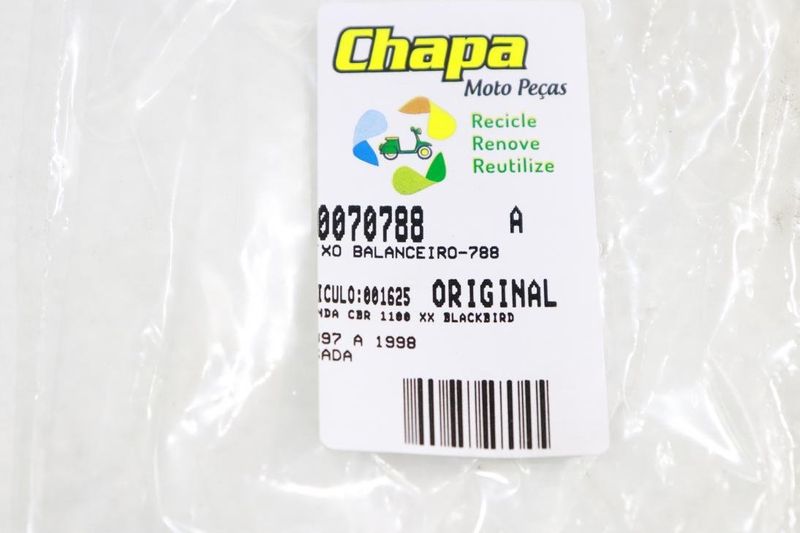 Chapa
Moto Peças
Recicle
Renove
Reutilize
0070788 A
XO BALANCEIRO-788
ICULO:001625 ORIGINAL
NDA CBR 1100 XX BLACKBIRD
997 A 1998
SADA